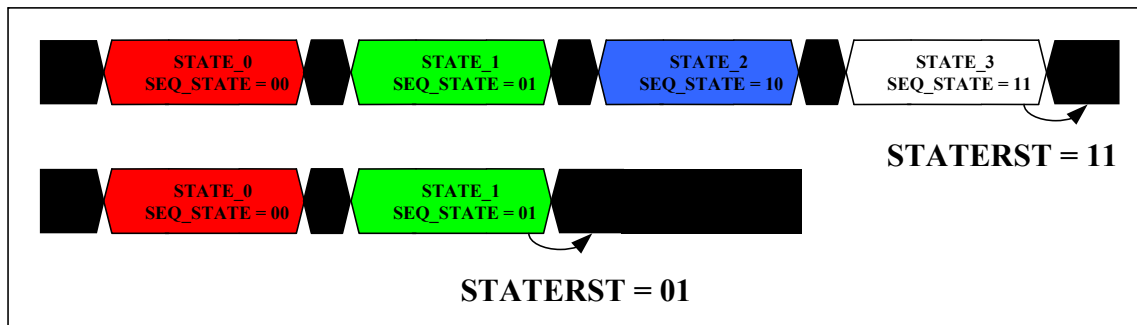 STATE_0
SEQ_STATE = 00
STATE_1
SEQ_STATE = 01
STATE_2
SEQ_STATE = 10
STATE_3
SEQ_STATE = 11
STATERST = 11
STATE_0
SEQ_STATE = 00
STATE_1
SEQ_STATE = 01
STATERST = 01